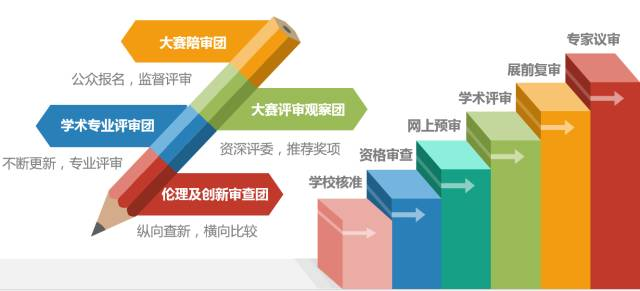 大赛陪审团
公众报名，监督评审
学术专业评审团
不断更新，专业评审
大赛评审观察团
资深评委，推荐奖项
伦理及创新审查团
纵向查新，横向比较
学校核准
资格审查
网上预审
学术评审
展前复审
专家议审